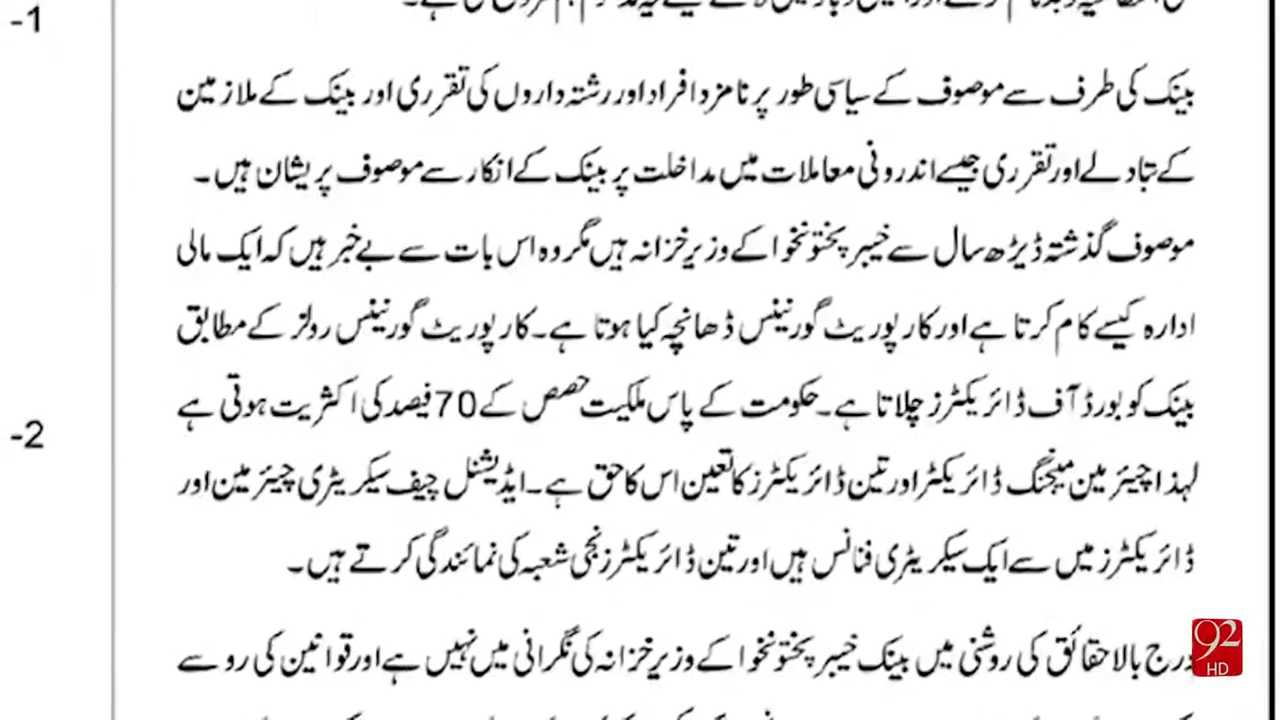 -1
بینک کی طرف سے موصوف کے سیاسی طور پر نامزد افراد اور رشتہ داروں کی تقرری اور بینک کے ملازمین
کے تبادلے اور تقرری جیسے اندرونی معاملات میں مداخلت پر بینک کے انکار سے موصوف پریشان ہیں۔
موصوف گذشتہ ڈیڑھ سال سے خیبر پختونخوا کے وزیر خزانہ ہیں مگر وہ اس بات سے بے خبر ہیں کہ ایک مالی
ادارہ کیسے کام کرتا ہے اور کارپوریٹ گورنینس ڈھانچہ کیا ہوتا ہے۔ کارپوریٹ گورنینس رولز کے مطابق
بینک کو بورڈ آف ڈائریکٹرز چلاتا ہے۔ حکومت کے پاس ملکیت حصص کے 70 فیصد کی اکثریت ہوتی ہے
-2
لہذا چیئرمین مینجنگ ڈائریکٹر اور تین ڈائریکٹرز کا تعین اس کا حق ہے۔ ایڈیشنل چیف سیکریٹری چیئرمین اور
ڈائریکٹرز میں سے ایک سیکریٹری فنانس ہیں اور تین ڈائریکٹرز نجی شعبہ کی نمائندگی کرتے ہیں۔
درج بالا حقائق کی روشنی میں بینک خیبر پختونخوا کے وزیر خزانہ کی نگرانی میں نہیں ہے اور قوانین کی رو سے
92
HD